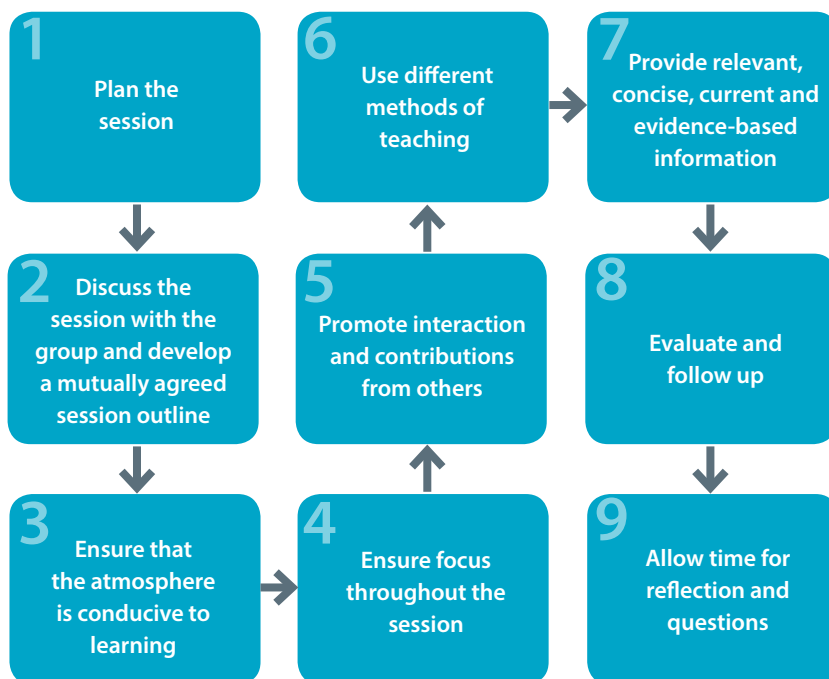 1
Plan the
session
2
Discuss the
session with the
group and develop
a mutually agreed
session outline
3
Ensure that
the atmosphere
is conducive to
learning
4
Ensure focus
throughout the
session
5
Promote interaction
and contributions
from others
6
Use different
methods of
teaching
7
Provide relevant,
concise, current and
evidence-based
information
8
Evaluate and
follow up
9
Allow time for
reflection and
questions